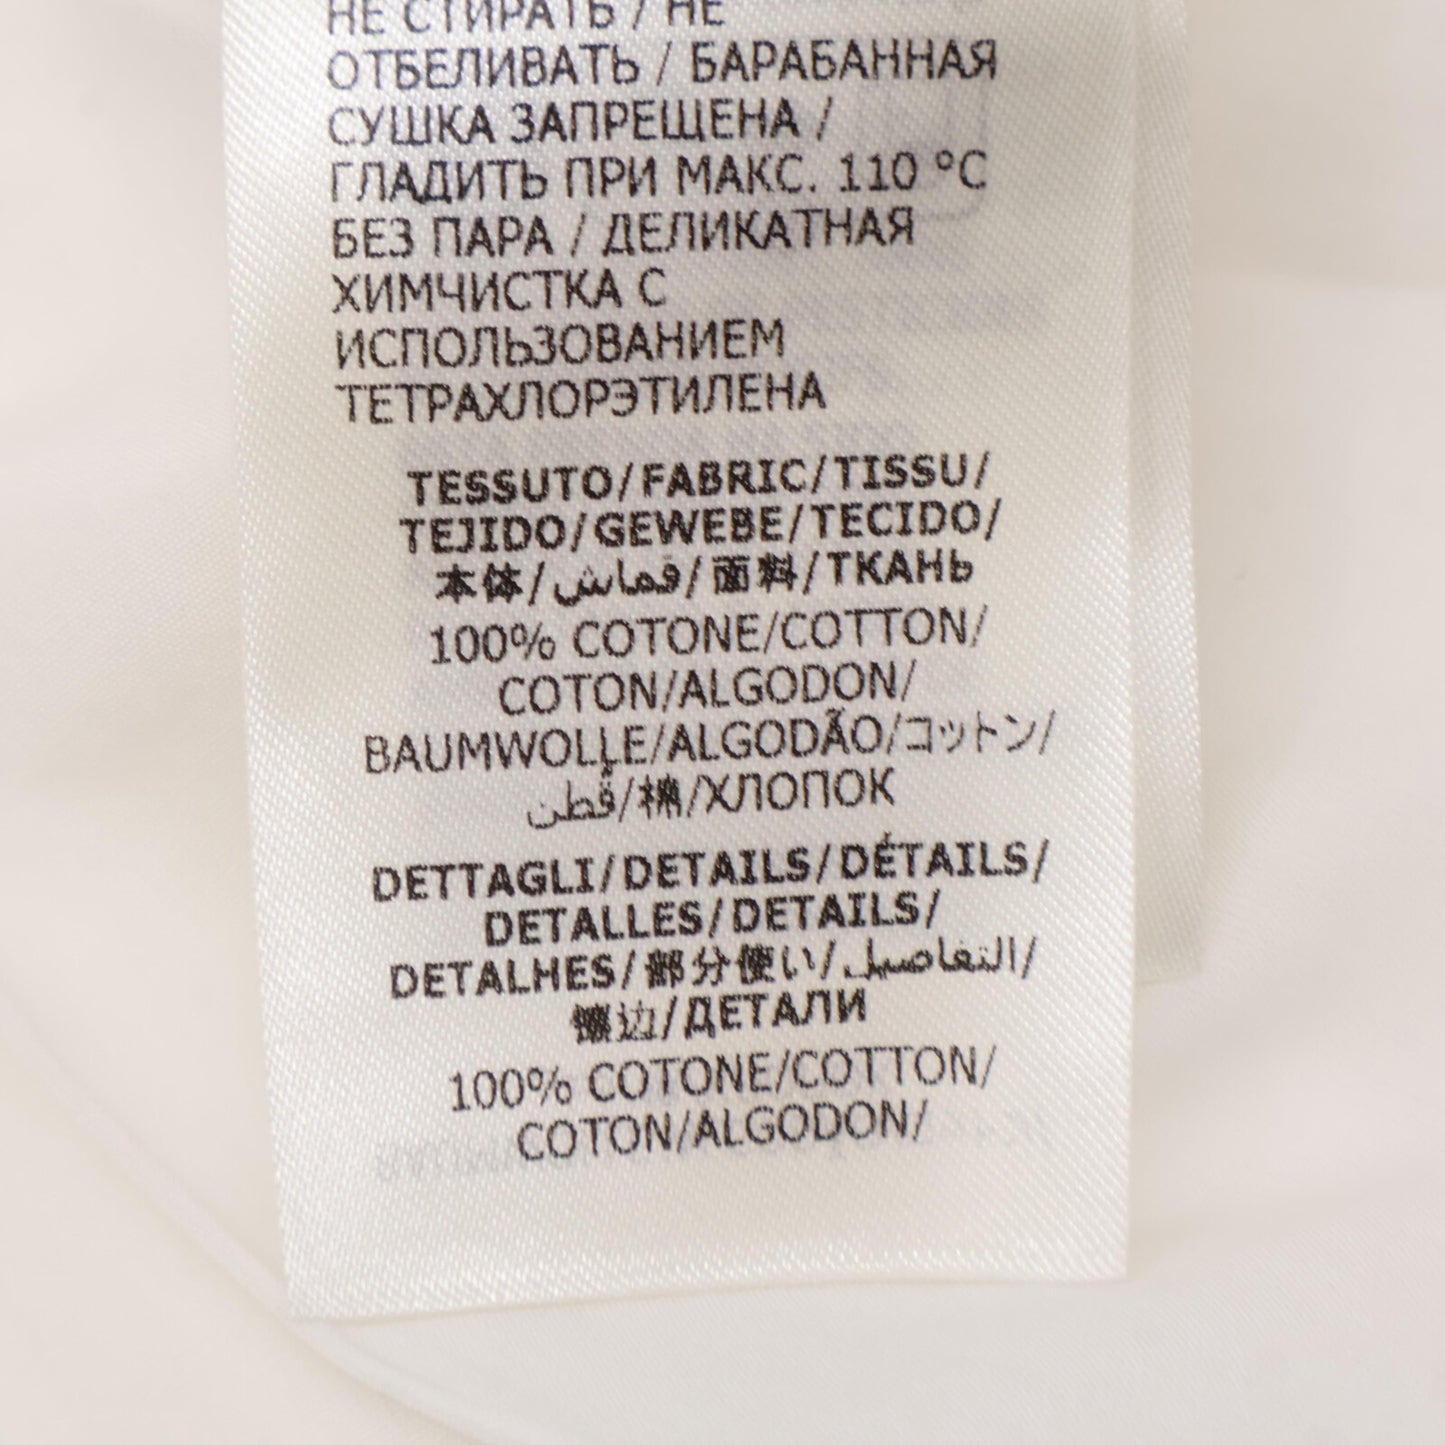 НЕ СТИРАТЬ / НЕ
ОТБЕЛИВАТЬ / БАРАБАННАЯ
СУШКА ЗАПРЕЩЕНА /
ГЛАДИТЬ ПРИ МАКС. 110 °C
БЕЗ ПАРА / ДЕЛИКАТНАЯ
ХИМЧИСТКА С
ИСПОЛЬЗОВАНИЕМ
ТЕТРАХЛОРЭТИЛЕНА
TESSUTO/FABRIC/TISSU/
TEJIDO/GEWEBE/TECIDO/
本体/قماش/面料/ТКАНЬ
100% COTONE/COTTON/
COTON/ALGODON/
BAUMWOLLE/ALGODÃO/コットン/
قُطن/棉/ХЛОПОК
DETTAGLI/DETAILS/DÉTAILS/
DETALLES/DETAILS/
DETALHES/部分使い/التفاصيل/
镶边/ДЕТАЛИ
100% COTONE/COTTON/
COTON/ALGODON/